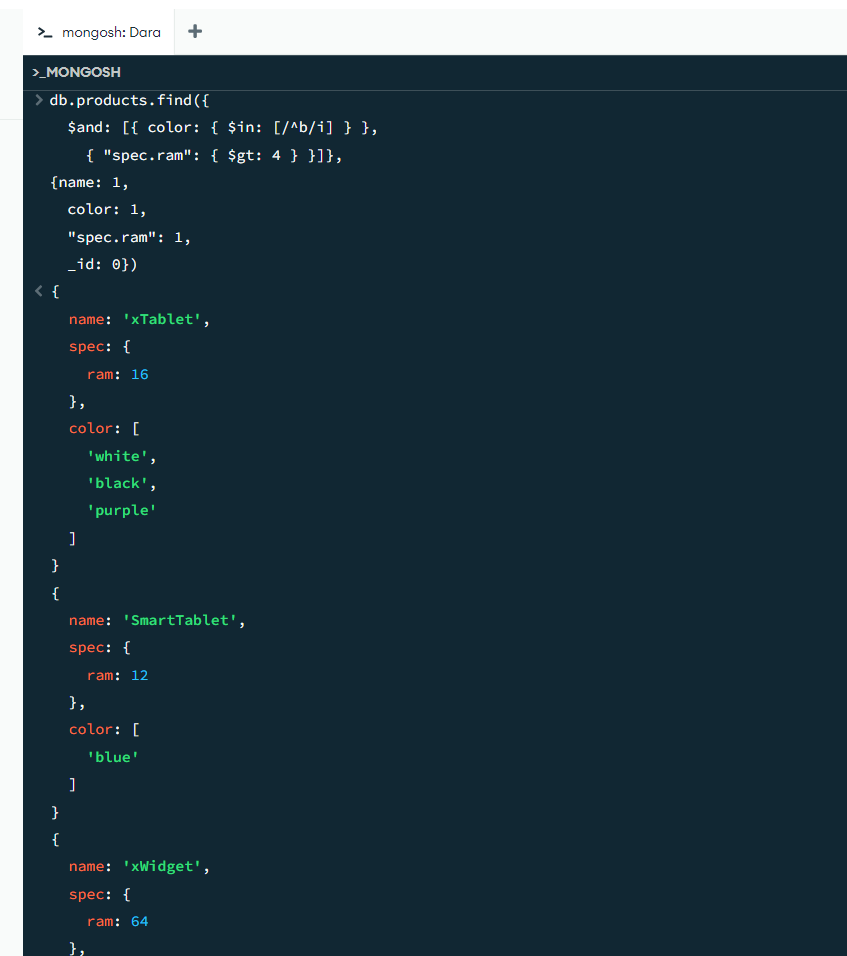 >_ mongosh: Dara +
>_MONGOSH
> db.products.find({
$and: [{ color: { $in: [/^b/i] } },
{ "spec.ram": { $gt: 4 } }]},
{name: 1,
color: 1,
"spec.ram": 1,
_id: 0})
< {
name: 'xTablet',
spec: {
ram: 16
},
color: [
'white',
'black',
'purple'
]
}
{
name: 'SmartTablet',
spec: {
ram: 12
},
color: [
'blue'
]
}
{
name: 'xWidget',
spec: {
ram: 64
},